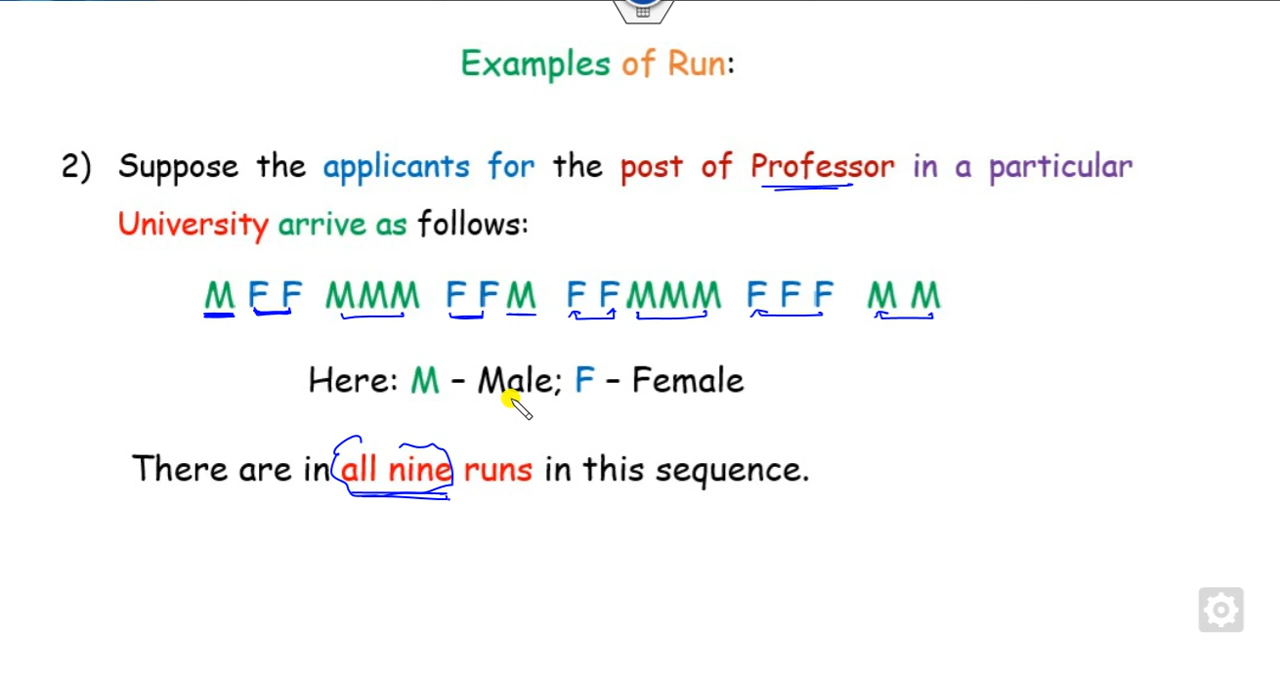 Examples of Run:
2) Suppose the applicants for the post of Professor in a particular
University arrive as follows:
M F F MMM F F M F F MMM F F F M M
Here: M - Male; F - Female
There are in all nine runs in this sequence.